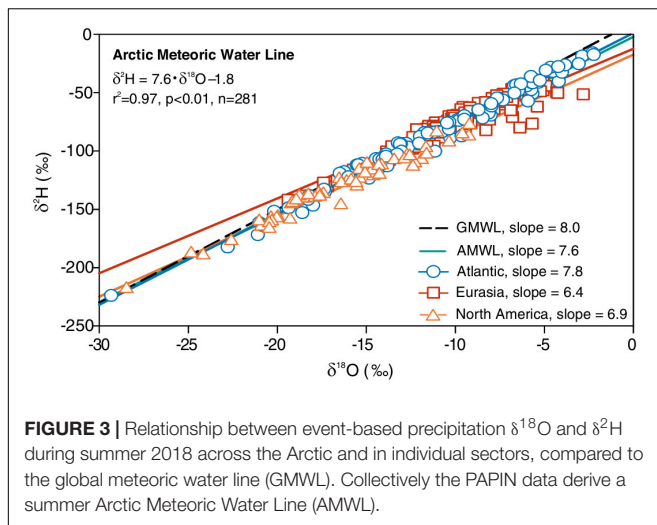 Arctic Meteoric Water Line
δ²H = 7.6•δ¹⁸O–1.8
r²=0.97, p<0.01, n=281
0
-50
-100
-150
-200
-250
δ²H (‰)
GMWL, slope = 8.0
AMWL, slope = 7.6
Atlantic, slope = 7.8
Eurasia, slope = 6.4
North America, slope = 6.9
-30 -25 -20 -15 -10 -5 0
δ¹⁸O (‰)
FIGURE 3 | Relationship between event-based precipitation δ¹⁸O and δ²H
during summer 2018 across the Arctic and in individual sectors, compared to
the global meteoric water line (GMWL). Collectively the PAPIN data derive a
summer Arctic Meteoric Water Line (AMWL).